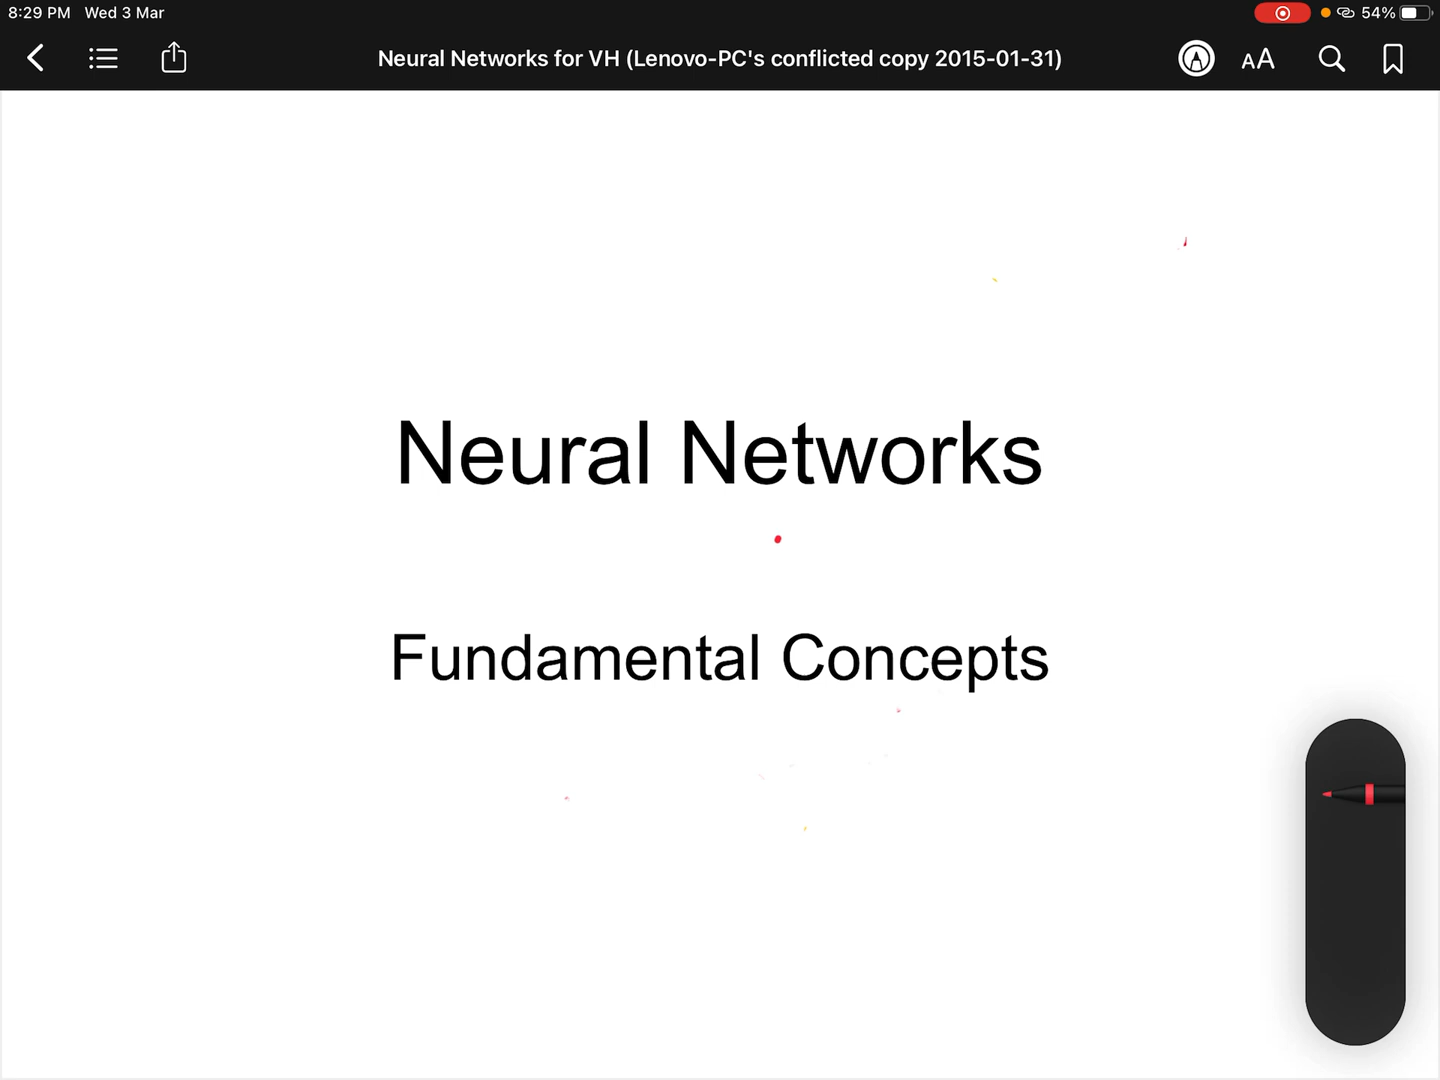 8:29 PM Wed 3 Mar 54%
Neural Networks for VH (Lenovo-PC's conflicted copy 2015-01-31) AA
Neural Networks
Fundamental Concepts